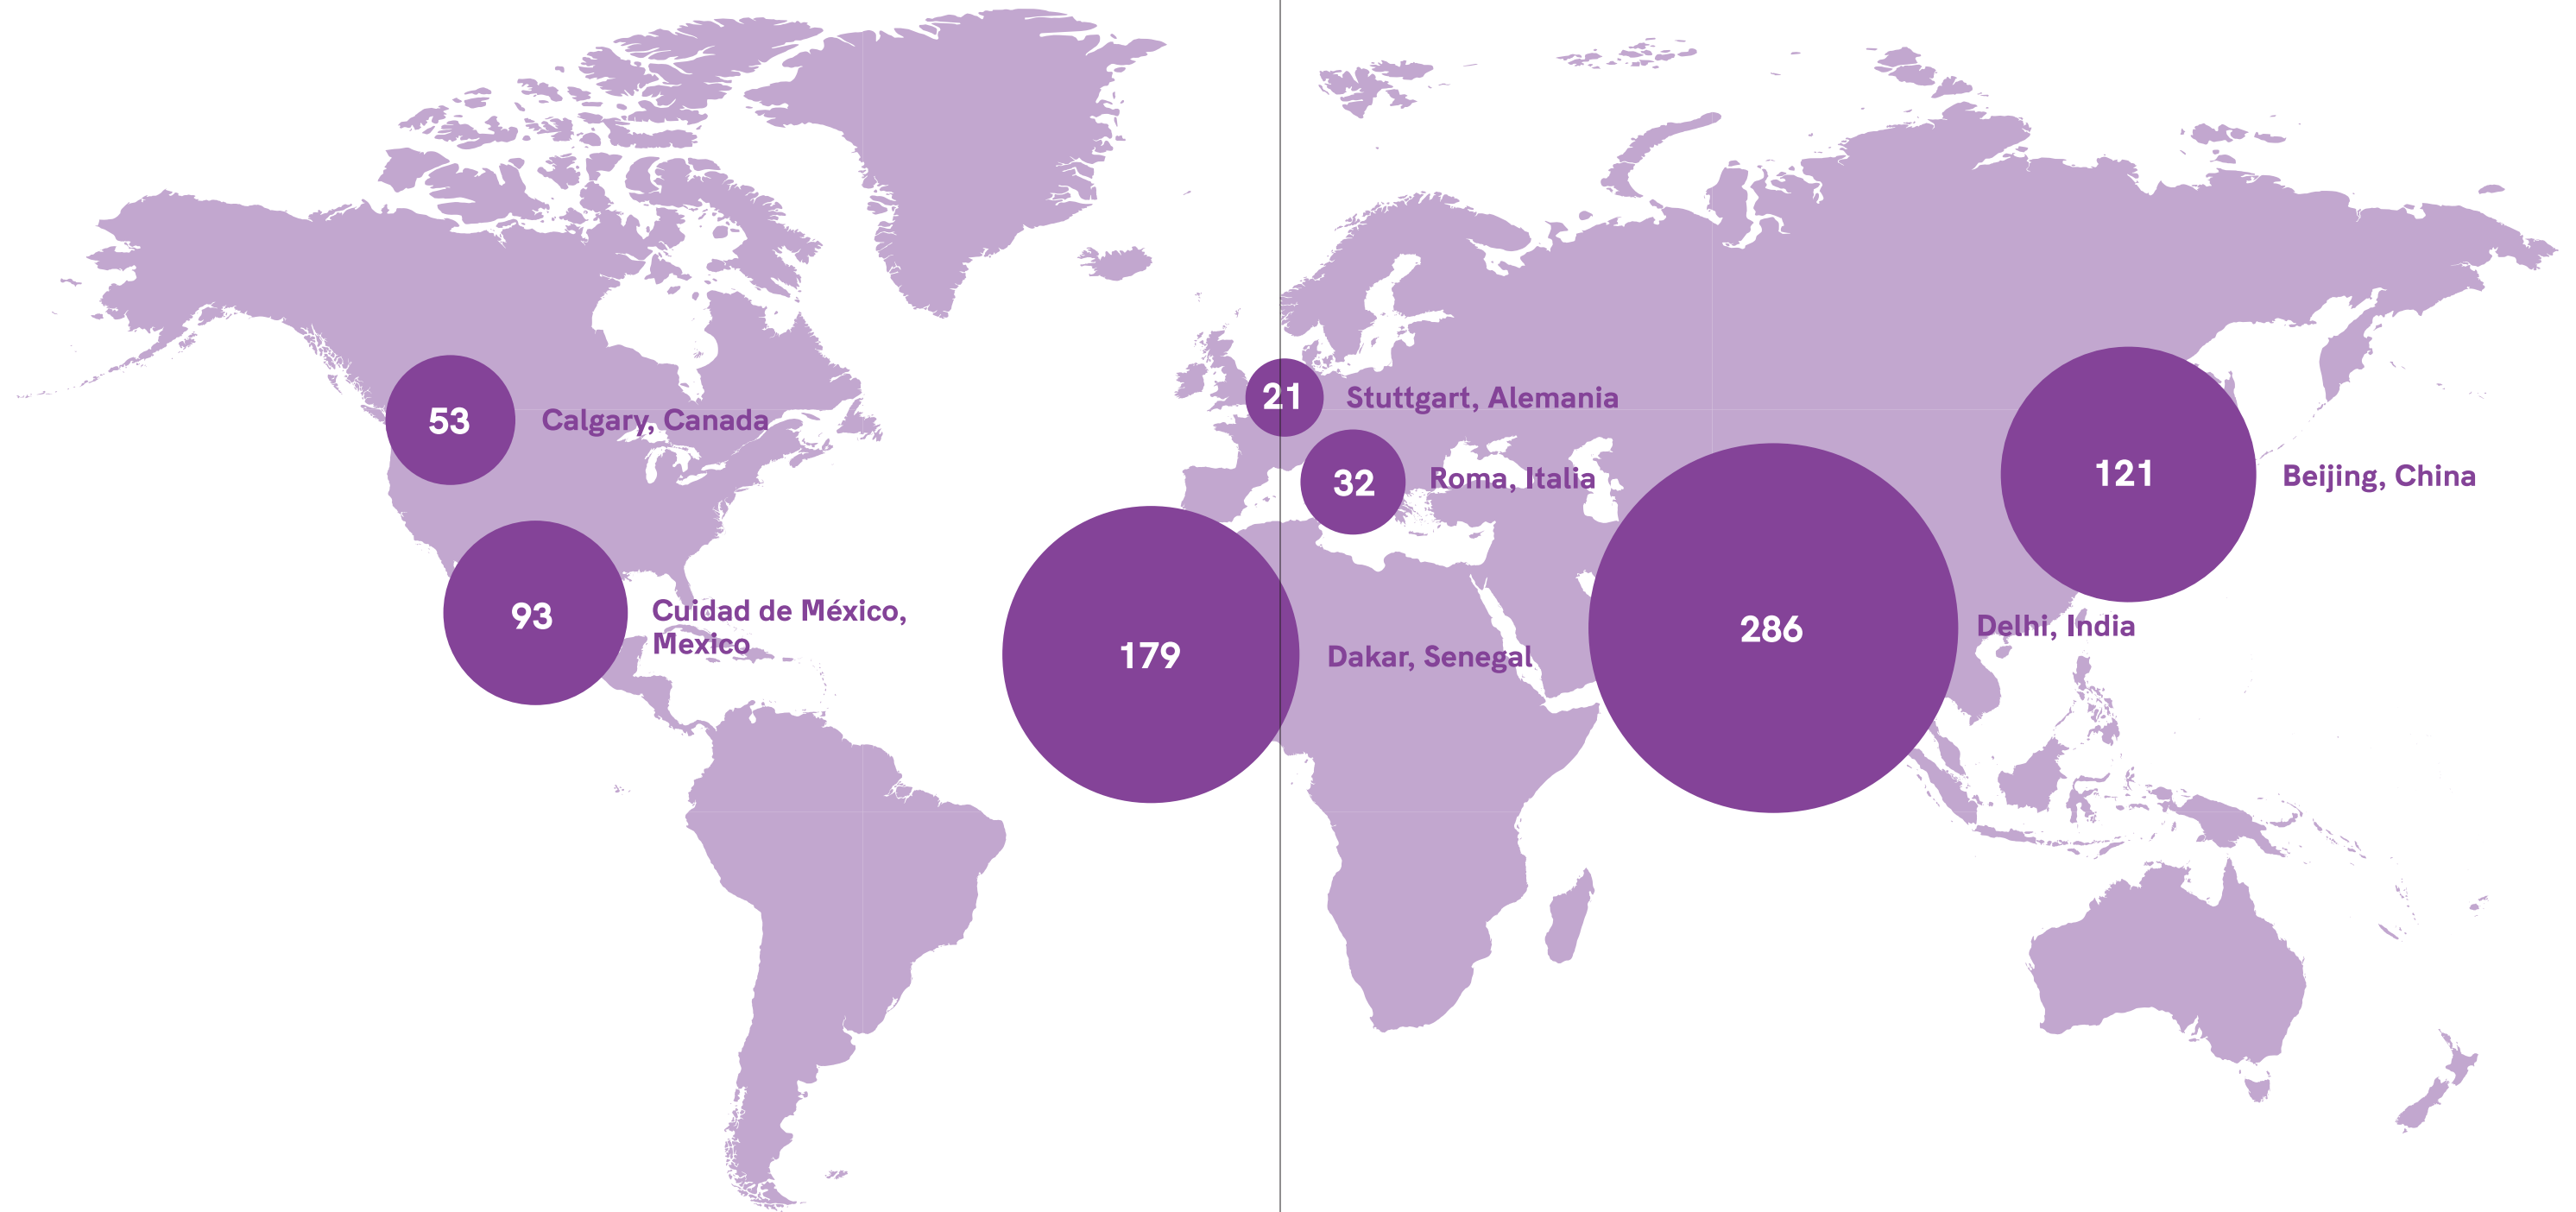 21
Stuttgart, Alemania
53
Calgary, Canada
32
Roma, Italia
121
Beijing, China
93
Cuidad de México,
Mexico
179
Dakar, Senegal
286
Delhi, India